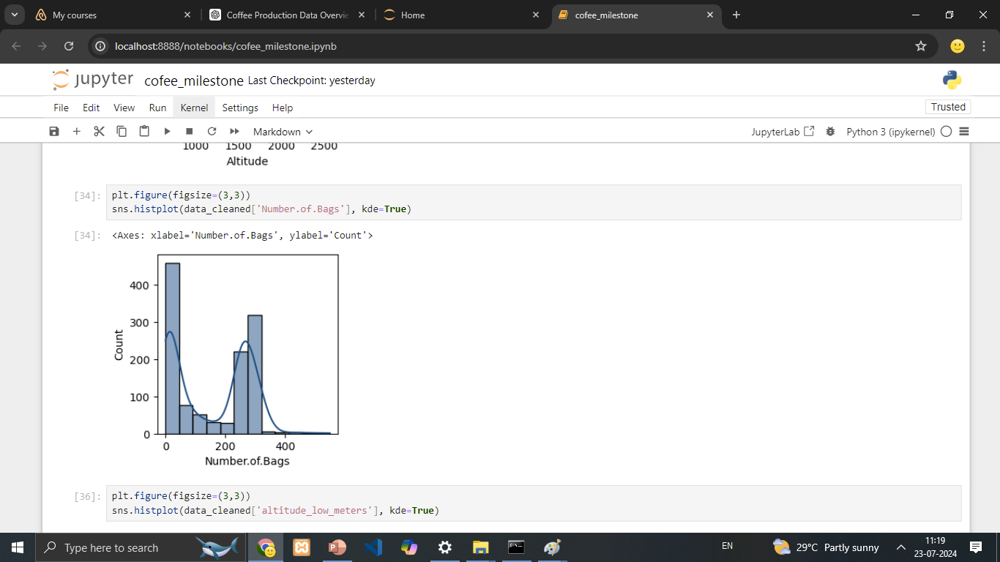 My courses
Coffee Production Data Overvie
Home
cofee_milestone
localhost:8888/notebooks/cofee_milestone.ipynb
jupyter cofee_milestone Last Checkpoint: yesterday
File Edit View Run Kernel Settings Help
Trusted
Markdown
JupyterLab
Python 3 (ipykernel)
1000 1500 2000 2500
Altitude
[34]:
plt.figure(figsize=(3,3))
sns.histplot(data_cleaned['Number.of.Bags'], kde=True)
[34]:
<Axes: xlabel='Number.of.Bags', ylabel='Count'>
400
300
200
100
0
Count
0 200 400
Number.of.Bags
[36]:
plt.figure(figsize=(3,3))
sns.histplot(data_cleaned['altitude_low_meters'], kde=True)
Type here to search
EN
29°C Partly sunny
11:19
23-07-2024